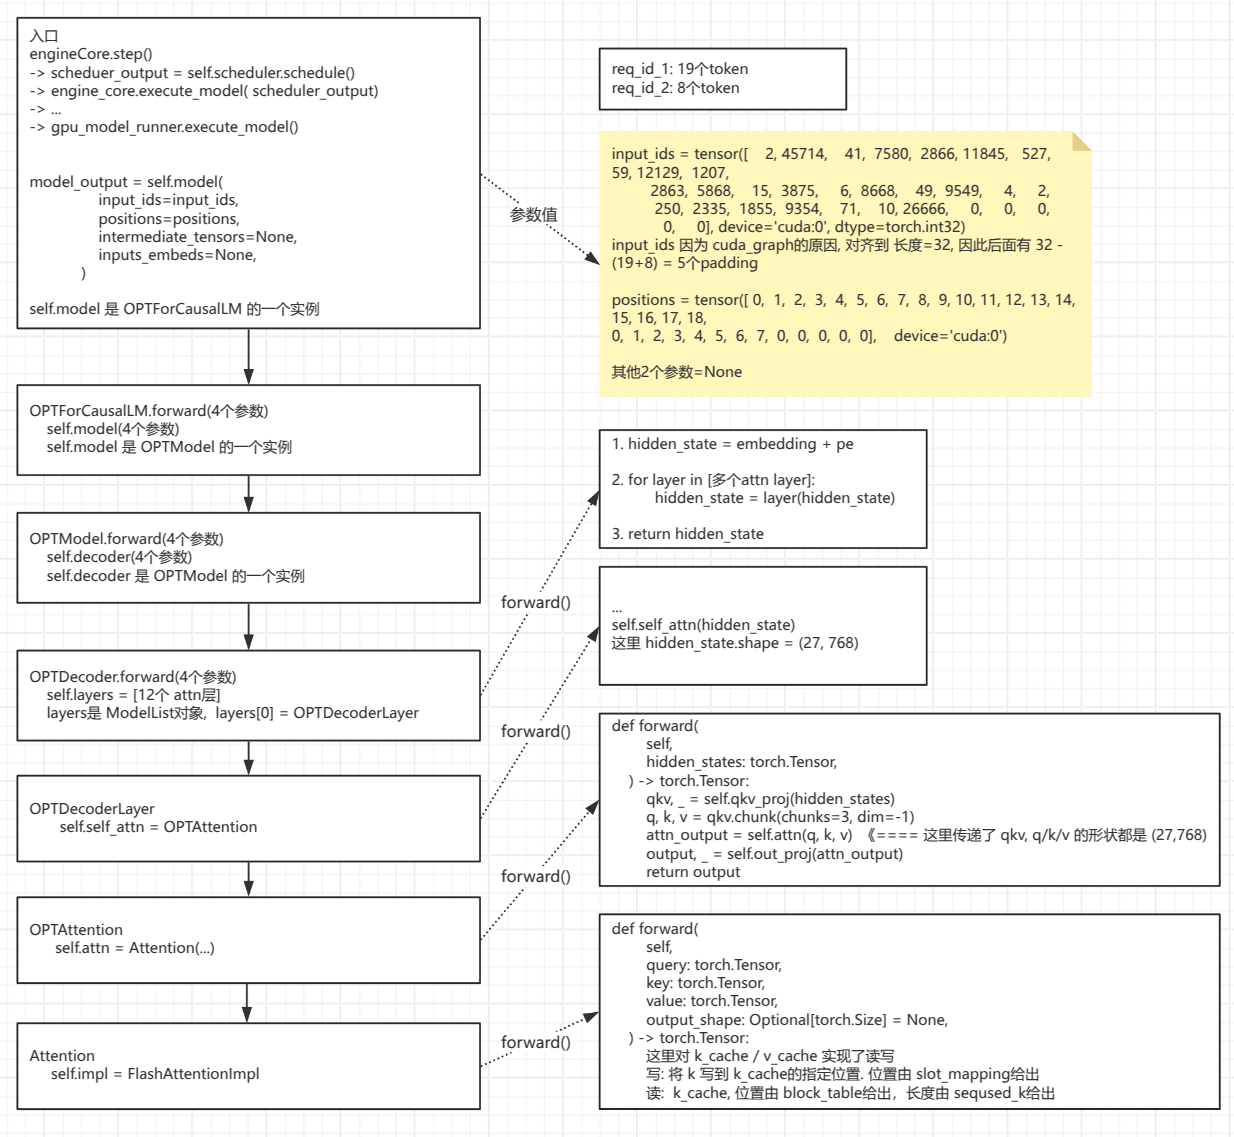 入口
engineCore.step()
-> scheduer_output = self.scheduler.schedule()
-> engine_core.execute_model( scheduler_output)
-> ...
-> gpu_model_runner.execute_model()
model_output = self.model(
input_ids=input_ids,
positions=positions,
intermediate_tensors=None,
inputs_embeds=None,
)
self.model 是 OPTForCausalLM 的一个实例
req_id_1: 19个token
req_id_2: 8个token
参数值
input_ids = tensor([ 2, 45714, 41, 7580, 2866, 11845, 527,
59, 12129, 1207,
2863, 5868, 15, 3875, 6, 8668, 49, 9549, 4, 2,
250, 2335, 1855, 9354, 71, 10, 26666, 0, 0, 0,
0, 0], device='cuda:0', dtype=torch.int32)
input_ids 因为 cuda_graph的原因, 对齐到 长度=32, 因此后面有 32 -
(19+8) = 5个padding
positions = tensor([ 0, 1, 2, 3, 4, 5, 6, 7, 8, 9, 10, 11, 12, 13, 14,
15, 16, 17, 18,
0, 1, 2, 3, 4, 5, 6, 7, 0, 0, 0, 0, 0], device='cuda:0')
其他2个参数=None
OPTForCausalLM.forward(4个参数)
self.model(4个参数)
self.model 是 OPTModel 的一个实例
OPTModel.forward(4个参数)
self.decoder(4个参数)
self.decoder 是 OPTModel 的一个实例
OPTDecoder.forward(4个参数)
self.layers = [12个 attn层]
layers是 ModelList对象, layers[0] = OPTDecoderLayer
forward()
1. hidden_state = embedding + pe
2. for layer in [多个attn layer]:
hidden_state = layer(hidden_state)
3. return hidden_state
OPTDecoderLayer
self.self_attn = OPTAttention
forward()
...
self.self_attn(hidden_state)
这里 hidden_state.shape = (27, 768)
OPTAttention
self.attn = Attention(...)
forward()
def forward(
self,
hidden_states: torch.Tensor,
) -> torch.Tensor:
qkv, _ = self.qkv_proj(hidden_states)
q, k, v = qkv.chunk(chunks=3, dim=-1)
attn_output = self.attn(q, k, v) 《==== 这里传递了 qkv, q/k/v 的形状都是 (27,768)
output, _ = self.out_proj(attn_output)
return output
Attention
self.impl = FlashAttentionImpl
forward()
def forward(
self,
query: torch.Tensor,
key: torch.Tensor,
value: torch.Tensor,
output_shape: Optional[torch.Size] = None,
) -> torch.Tensor:
这里对 k_cache / v_cache 实现了读写
写: 将 k 写到 k_cache的指定位置. 位置由 slot_mapping给出
读: k_cache, 位置由 block_table给出，长度由 seqused_k给出